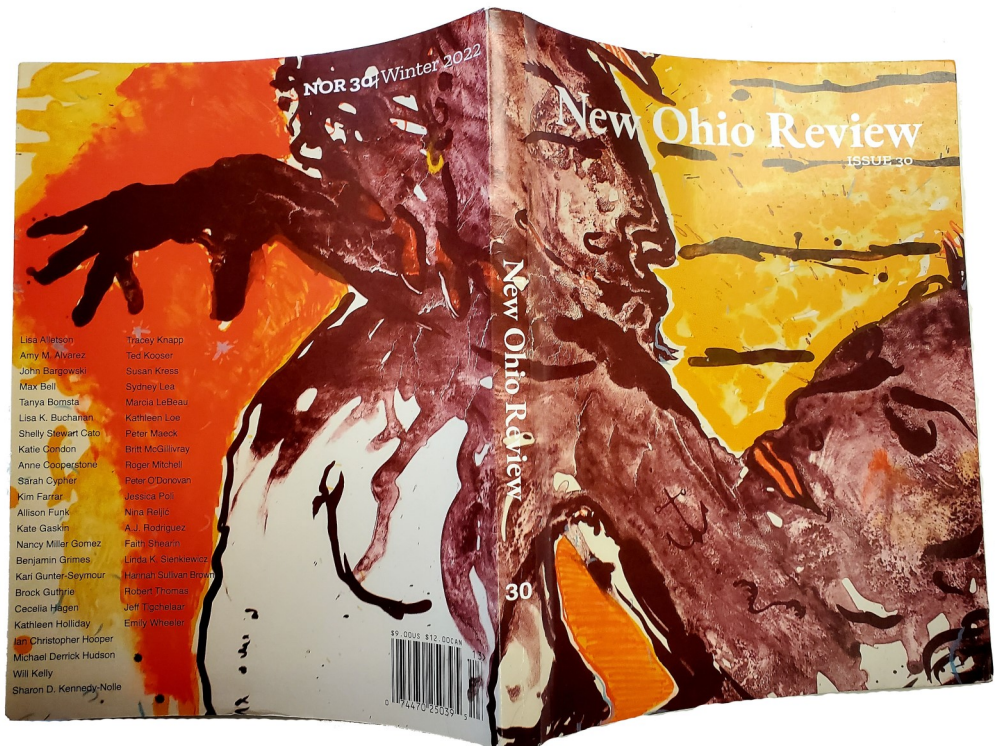 NOR 30 Winter 2022
Lisa Alletson
Amy M. Alvarez
John Bargowski
Max Bell
Tanya Bomsta
Lisa K. Buchanan
Shelly Stewart Cato
Katie Condon
Anne Cooperstone
Sarah Cypher
Kim Farrar
Allison Funk
Kate Gaskin
Nancy Miller Gomez
Benjamin Grimes
Kari Gunter-Seymour
Brock Guthrie
Cecelia Hagen
Kathleen Holliday
Ian Christopher Hooper
Michael Derrick Hudson
Will Kelly
Sharon D. Kennedy-Nolle
Tracey Knapp
Ted Kooser
Susan Kress
Sydney Lea
Marcia LeBeau
Kathleen Loe
Peter Maeck
Britt McGillivray
Roger Mitchell
Peter O'Donovan
Jessica Poli
Nina Reljić
A.J. Rodriguez
Faith Shearin
Linda K. Sienkiewicz
Hannah Sullivan Brown
Robert Thomas
Jeff Tigchelaar
Emily Wheeler
$9.00US $12.00CAN
0 74470 25039 5
New Ohio Review
30
New Ohio Review
ISSUE 30